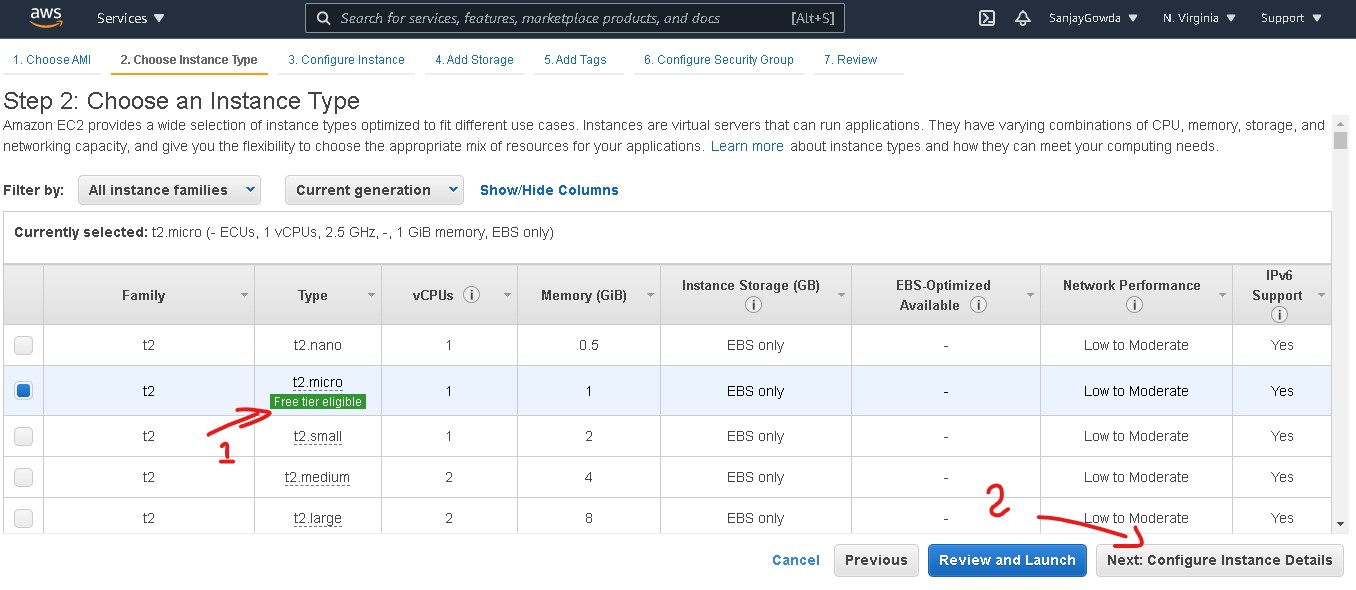 aws Services Search for services, features, marketplace products, and docs [Alt+S] SanjayGowda N. Virginia Support
1. Choose AMI 2. Choose Instance Type 3. Configure Instance 4. Add Storage 5. Add Tags 6. Configure Security Group 7. Review
Step 2: Choose an Instance Type
Amazon EC2 provides a wide selection of instance types optimized to fit different use cases. Instances are virtual servers that can run applications. They have varying combinations of CPU, memory, storage, and
networking capacity, and give you the flexibility to choose the appropriate mix of resources for your applications. Learn more about instance types and how they can meet your computing needs.
Filter by: All instance families Current generation Show/Hide Columns
Currently selected: t2.micro (- ECUs, 1 vCPUs, 2.5 GHz, -, 1 GiB memory, EBS only)
Family Type vCPUs Memory (GiB) Instance Storage (GB) EBS-Optimized Available Network Performance IPv6 Support
t2 t2.nano 1 0.5 EBS only - Low to Moderate Yes
t2 t2.micro 1 1 EBS only - Low to Moderate Yes
Free tier eligible
1
t2 t2.small 1 2 EBS only - Low to Moderate Yes
t2 t2.medium 2 4 EBS only - Low to Moderate Yes
t2 t2.large 2 8 EBS only - Low to Moderate Yes
2
Cancel Previous Review and Launch Next: Configure Instance Details